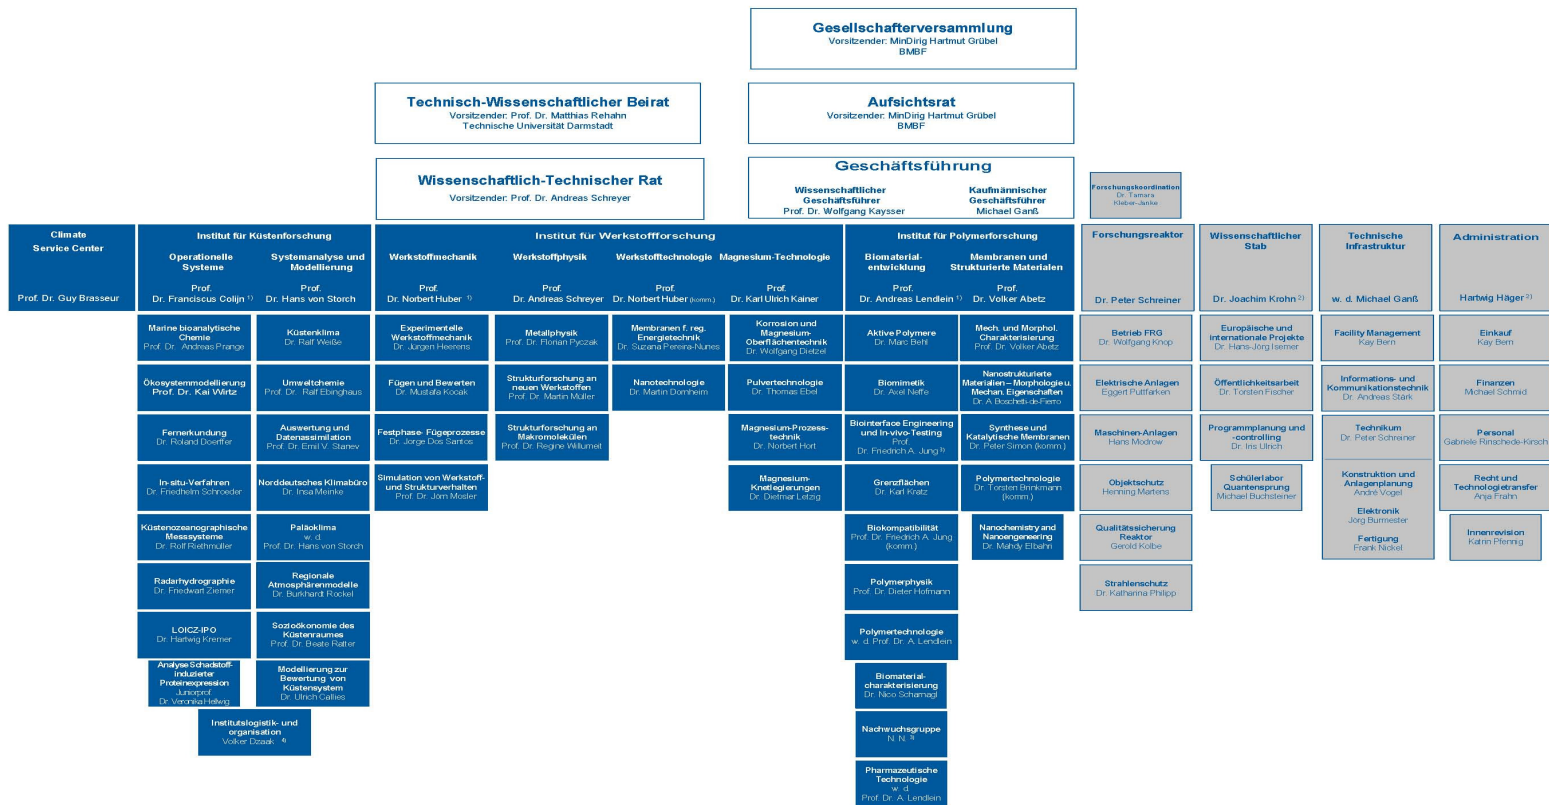 Gesellschafterversammlung
Vorsitzender: MinDirig Hartmut Grübel
BMBF
Technisch-Wissenschaftlicher Beirat
Vorsitzender: Prof. Dr. Matthias Rehahn
Technische Universität Darmstadt
Aufsichtsrat
Vorsitzender: MinDirig Hartmut Grübel
BMBF
Wissenschaftlich-Technischer Rat
Vorsitzender: Prof. Dr. Andreas Schreyer
Geschäftsführung
Wissenschaftlicher
Geschäftsführer
Prof. Dr. Wolfgang Kaysser
Kaufmännischer
Geschäftsführer
Michael Ganß
Forschungskoordination
Dr. Tamara
Kleber-Janke
Climate
Service Center
Prof. Dr. Guy Brasseur
Institut für Küstenforschung
Operationelle
Systeme
Prof.
Dr. Franciscus Colijn 1)
Systemanalyse und
Modellierung
Prof.
Dr. Hans von Storch
Institut für Werkstoffforschung
Werkstoffmechanik
Prof.
Dr. Norbert Huber 1)
Werkstoffphysik
Prof.
Dr. Andreas Schreyer
Werkstofftechnologie
Prof.
Dr. Norbert Huber (komm.)
Magnesium-Technologie
Prof.
Dr. Karl Ulrich Kainer
Institut für Polymerforschung
Biomaterial-
entwicklung
Prof.
Dr. Andreas Lendlein 1)
Membranen und
Strukturierte Materialen
Prof.
Dr. Volker Abetz
Forschungsreaktor
Dr. Peter Schreiner
Wissenschaftlicher
Stab
Dr. Joachim Krohn 2)
Technische
Infrastruktur
w. d. Michael Ganß
Administration
Hartwig Häger 2)
Marine bioanalytische
Chemie
Prof. Dr. Andreas Prange
Ökosystemmodellierung
Prof. Dr. Kai Wirtz
Fernerkundung
Dr. Roland Doerffer
In-situ-Verfahren
Dr. Friedhelm Schroeder
Küstenozeanographische
Messsysteme
Dr. Rolf Riethmüller
Radarhydrographie
Dr. Friedwart Ziemer
LOICZ-IPO
Dr. Hartwig Kremer
Analyse Schadstoff-
induzierter
Proteinexpression
Juniorprof.
Dr. Veronika Hellwig
Küstenklima
Dr. Ralf Weiße
Umweltchemie
Prof. Dr. Ralf Ebinghaus
Auswertung und
Datenassimilation
Prof. Dr. Emil V. Stanev
Norddeutsches Klimabüro
Dr. Insa Meinke
Paläoklima
w. d.
Prof. Dr. Hans von Storch
Regionale
Atmosphärenmodelle
Dr. Burkhardt Rockel
Sozioökonomie des
Küstenraumes
Prof. Dr. Beate Ratter
Modellierung zur
Bewertung von
Küstensystem
Dr. Ulrich Callies
Institutslogistik- und
organisation
Volker Dzaak 4)
Experimentelle
Werkstoffmechanik
Dr. Jürgen Heerens
Fügen und Bewerten
Dr. Mustafa Kocak
Festphase- Fügeprozesse
Dr. Jorge Dos Santos
Simulation von Werkstoff-
und Strukturverhalten
Prof. Dr. Jörn Mosler
Metallphysik
Prof. Dr. Florian Pyczak
Strukturforschung an
neuen Werkstoffen
Prof. Dr. Martin Müller
Strukturforschung an
Makromolekülen
Prof. Dr. Regine Willumeit
Membranen f. reg.
Energietechnik
Dr. Suzana Pereira-Nunes
Nanotechnologie
Dr. Martin Dornheim
Korrosion und
Magnesium-
Oberflächentechnik
Dr. Wolfgang Dietzel
Pulvertechnologie
Dr. Thomas Ebel
Magnesium-Prozess-
technik
Dr. Norbert Hort
Magnesium-
Knetlegierungen
Dr. Dietmar Letzig
Aktive Polymere
Dr. Marc Behl
Biomimetik
Dr. Axel Neffe
Biointerface Engineering
und In-vivo-Testing
Prof.
Dr. Friedrich A. Jung 3)
Grenzflächen
Dr. Karl Kratz
Biokompatibilität
Prof. Dr. Friedrich A. Jung
(komm.)
Polymerphysik
Prof. Dr. Dieter Hofmann
Polymertechnologie
w. d. Prof. Dr. A. Lendlein
Biomaterial-
charakterisierung
Dr. Nico Scharnagl
Nachwuchsgruppe
N. N. 3)
Pharmazeutische
Technologie
w. d.
Prof. Dr. A. Lendlein
Mech. und Morphol.
Charakterisierung
Prof. Dr. Volker Abetz
Nanostrukturierte
Materialien – Morphologie u.
Mechan. Eigenschaften
Dr. A. Boschetti-de-Fierro
Synthese und
Katalytische Membranen
Dr. Peter Simon (komm.)
Polymertechnologie
Dr. Torsten Brinkmann
(komm.)
Nanochemistry and
Nanoengeneering
Dr. Mahdy Elbahri
Betrieb FRG
Dr. Wolfgang Knop
Elektrische Anlagen
Eggert Puttfarken
Maschinen-Anlagen
Hans Modrow
Objektschutz
Henning Martens
Qualitätssicherung
Reaktor
Gerold Kolbe
Strahlenschutz
Dr. Katharina Philipp
Europäische und
internationale Projekte
Dr. Hans-Jörg Isemer
Öffentlichkeitsarbeit
Dr. Torsten Fischer
Programmplanung und
-controlling
Dr. Iris Ulrich
Schülerlabor
Quantensprung
Michael Buchsteiner
Facility Management
Kay Bern
Informations- und
Kommunikationstechnik
Dr. Andreas Stark
Technikum
Dr. Peter Schreiner
Konstruktion und
Anlagenplanung
André Vogel
Elektronik
Jörg Burmester
Fertigung
Frank Nickel
Einkauf
Kay Bern
Finanzen
Michael Schmid
Personal
Gabriele Rinschede-Kirsch
Recht und
Technologietransfer
Anja Frahn
Innenrevision
Katrin Pfennig